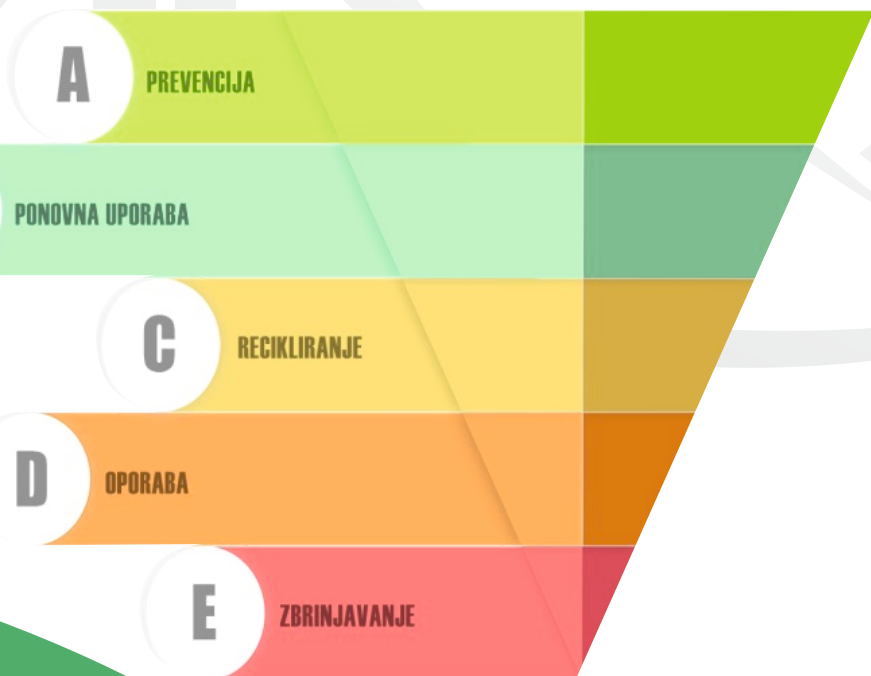 A
PREVENCIJA
PONOVNA UPORABA
C
RECIKLIRANJE
D
OPORABA
E
ZBRINJAVANJE